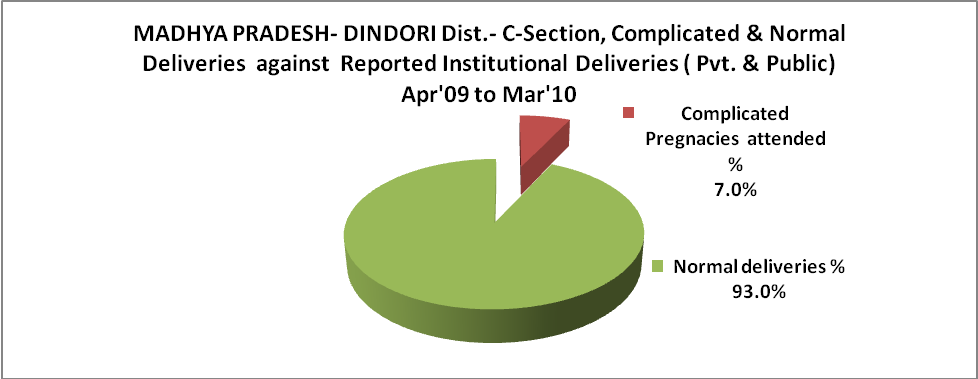 MADHYA PRADESH- DINDORI Dist.- C-Section, Complicated & Normal
Deliveries against Reported Institutional Deliveries ( Pvt. & Public)
Apr'09 to Mar'10
Complicated
Pregnacies attended
%
7.0%
Normal deliveries %
93.0%